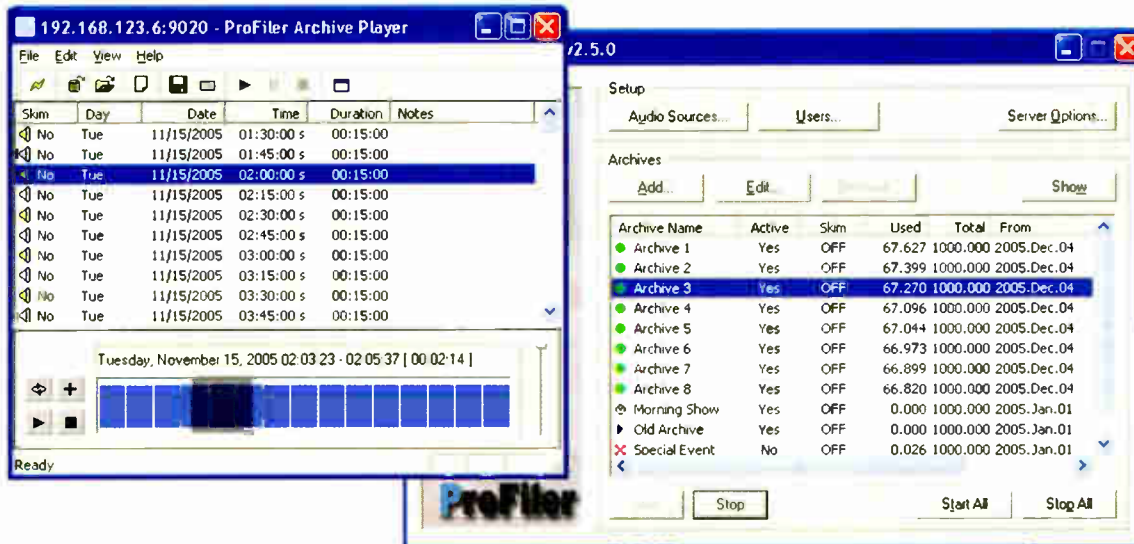 192.168.123.6:9020 - ProFiler Archive Player
File Edit View Help
Skim Day Date Time Duration Notes
No Tue 11/15/2005 01:30:00 s 00:15:00
No Tue 11/15/2005 01:45:00 s 00:15:00
No Tue 11/15/2005 02:00:00 s 00:15:00
No Tue 11/15/2005 02:15:00 s 00:15:00
No Tue 11/15/2005 02:30:00 s 00:15:00
No Tue 11/15/2005 02:45:00 s 00:15:00
No Tue 11/15/2005 03:00:00 s 00:15:00
No Tue 11/15/2005 03:15:00 s 00:15:00
No Tue 11/15/2005 03:30:00 s 00:15:00
No Tue 11/15/2005 03:45:00 s 00:15:00
Tuesday, November 15, 2005 02:03:23 - 02:05:37 [ 00:02:14 ]
Ready
v2.5.0
Setup
Audio Sources... Users... Server Options...
Archives
Add... Edit... Show
Archive Name Active Skim Used Total From
Archive 1 Yes OFF 67.627 1000.000 2005.Dec.04
Archive 2 Yes OFF 67.399 1000.000 2005.Dec.04
Archive 3 Yes OFF 67.270 1000.000 2005.Dec.04
Archive 4 Yes OFF 67.096 1000.000 2005.Dec.04
Archive 5 Yes OFF 67.044 1000.000 2005.Dec.04
Archive 6 Yes OFF 66.973 1000.000 2005.Dec.04
Archive 7 Yes OFF 66.899 1000.000 2005.Dec.04
Archive 8 Yes OFF 66.820 1000.000 2005.Dec.04
Morning Show Yes OFF 0.000 1000.000 2005.Jan.01
Old Archive Yes OFF 0.000 1000.000 2005.Jan.01
Special Event No OFF 0.026 1000.000 2005.Jan.01
ProFiler
Stop Start All Stop All